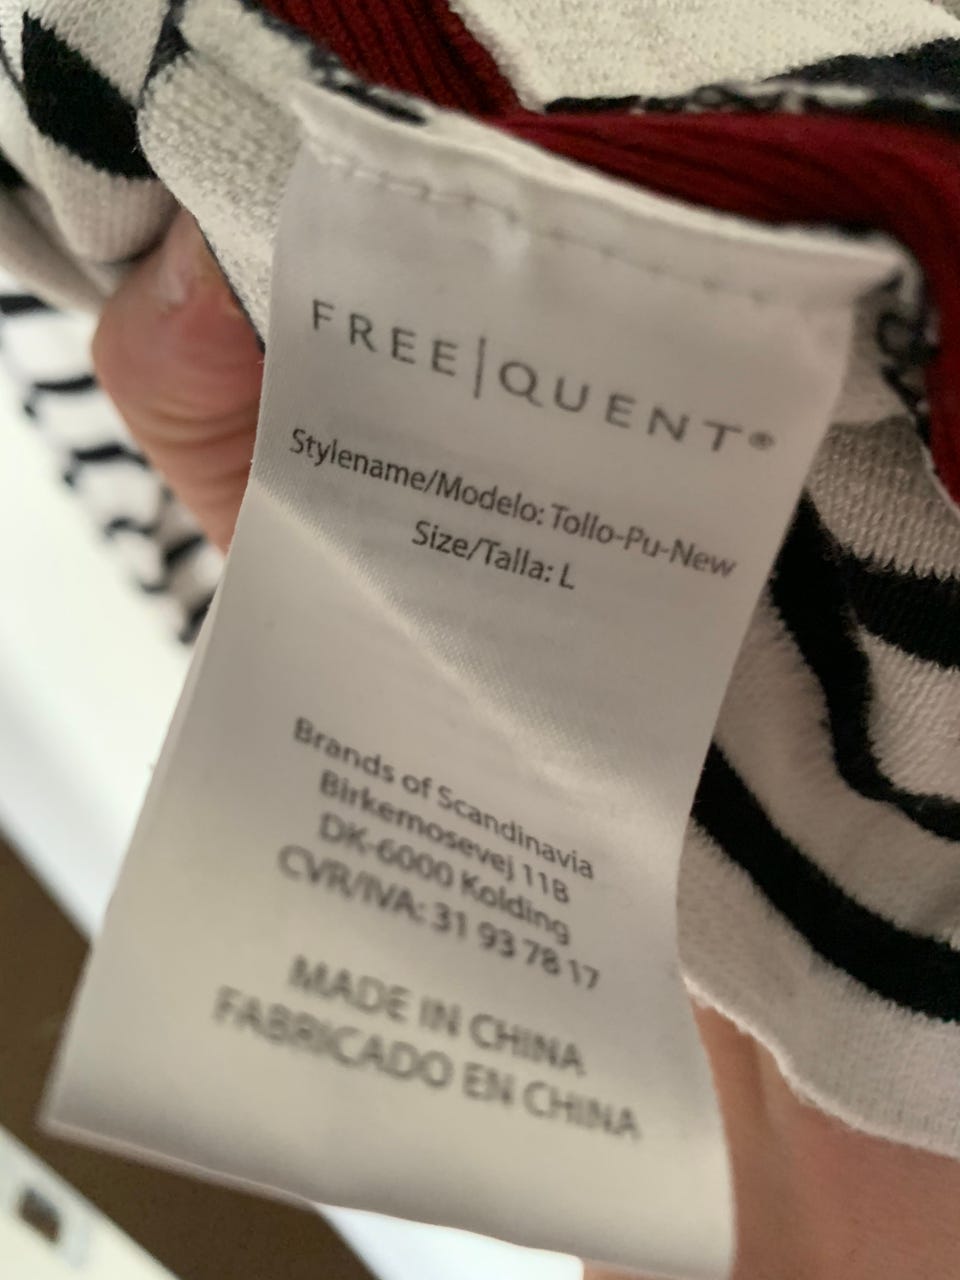 FREE|QUENT®
Stylename/Modelo: Tollo-Pu-New
Size/Talla: L
Brands of Scandinavia
Birkemosevej 11B
DK-6000 Kolding
CVR/IVA: 31 93 78 17
MADE IN CHINA
FABRICADO EN CHINA